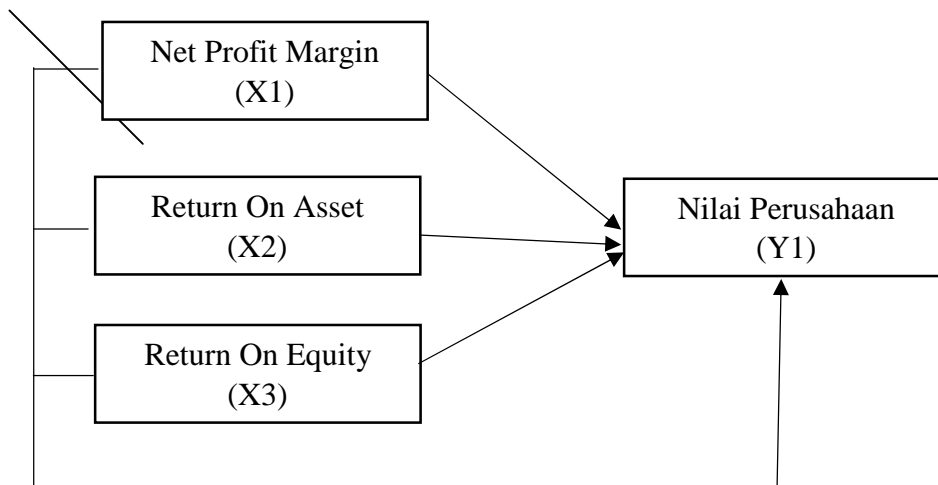 Net Profit Margin
(X1)
Return On Asset
(X2)
Nilai Perusahaan
(Y1)
Return On Equity
(X3)